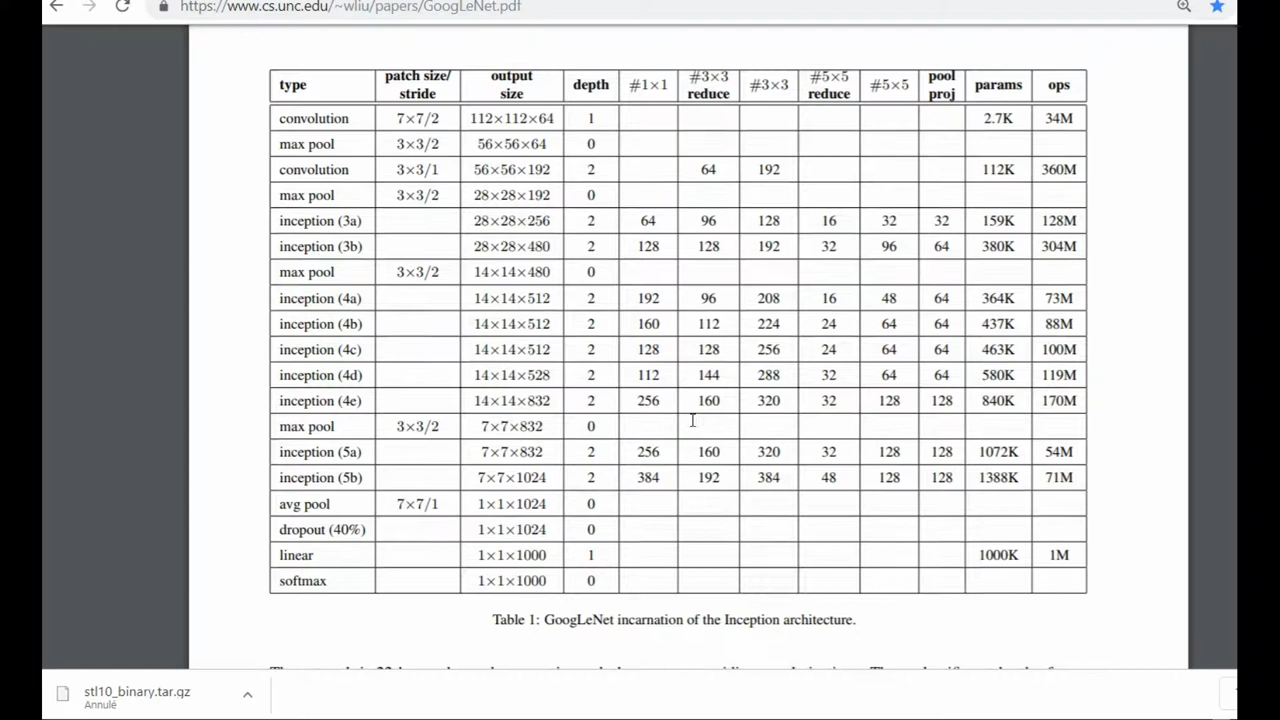 https://www.cs.unc.edu/~wliu/papers/GoogLeNet.pdf
type patch size/ stride output size depth #1×1 #3×3 reduce #3×3 #5×5 reduce #5×5 pool proj params ops
convolution 7×7/2 112×112×64 1 2.7K 34M
max pool 3×3/2 56×56×64 0
convolution 3×3/1 56×56×192 2 64 192 112K 360M
max pool 3×3/2 28×28×192 0
inception (3a) 28×28×256 2 64 96 128 16 32 32 159K 128M
inception (3b) 28×28×480 2 128 128 192 32 96 64 380K 304M
max pool 3×3/2 14×14×480 0
inception (4a) 14×14×512 2 192 96 208 16 48 64 364K 73M
inception (4b) 14×14×512 2 160 112 224 24 64 64 437K 88M
inception (4c) 14×14×512 2 128 128 256 24 64 64 463K 100M
inception (4d) 14×14×528 2 112 144 288 32 64 64 580K 119M
inception (4e) 14×14×832 2 256 160 320 32 128 128 840K 170M
max pool 3×3/2 7×7×832 0
inception (5a) 7×7×832 2 256 160 320 32 128 128 1072K 54M
inception (5b) 7×7×1024 2 384 192 384 48 128 128 1388K 71M
avg pool 7×7/1 1×1×1024 0
dropout (40%) 1×1×1024 0
linear 1×1×1000 1 1000K 1M
softmax 1×1×1000 0
Table 1: GoogLeNet incarnation of the Inception architecture.
stl10_binary.tar.gz
Annulé